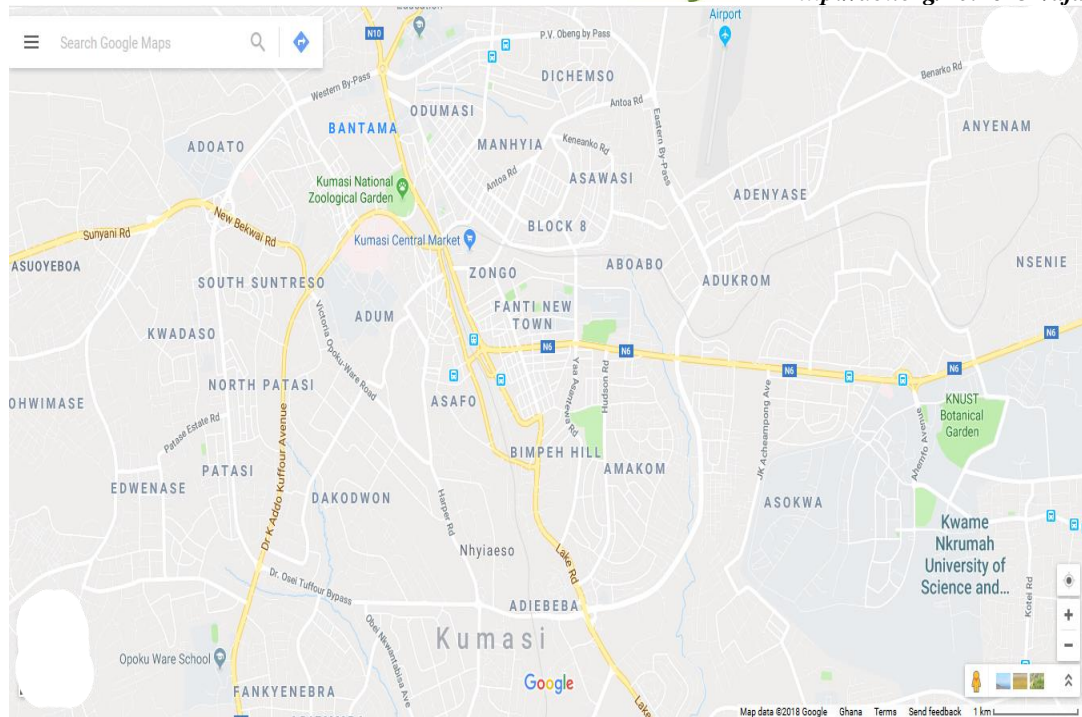 Airport
Search Google Maps
N10
P.V. Obeng by Pass
DICHEMSO
Benarko Rd
Western By-Pass
ODUMASI
Antoa Rd
BANTAMA
Eastern By-Pass
ANYENAM
ADOATO
MANHYIA
Keneanko Rd
Kumasi National
Zoological Garden
Antoa Rd
ASAWASI
ADENYASE
New Bekwai Rd
BLOCK 8
Sunyani Rd
Kumasi Central Market
ASUOYEBOA
ZONGO
ABOABO
NSENIE
SOUTH SUNTRESO
ADUKROM
ADUM
FANTI NEW
TOWN
KWADASO
Victoria Opoku-Ware Road
N6
N6
N6
N6
N6
NORTH PATASI
Yaa Asantewa Rd
Hudson Rd
JK Acheampong Ave
OHWIMASE
ASAFO
KNUST
Botanical
Garden
Patase Estate Rd
Ahemfo Avenue
PATASI
BIMPEH HILL
AMAKOM
EDWENASE
DAKODWON
ASOKWA
Dr K Addo Kuffour Avenue
Harper Rd
Kwame
Nkrumah
University of
Science and...
Nhyiaeso
Lake Rd
Dr. Osei Tuffour Bypass
Kotei Rd
ADIEBEBA
Obei Nkwantabisa Ave
Kumasi
Opoku Ware School
Google
FANKYENEBRA
Lake
Map data ©2018 Google Ghana Terms Send feedback 1 km